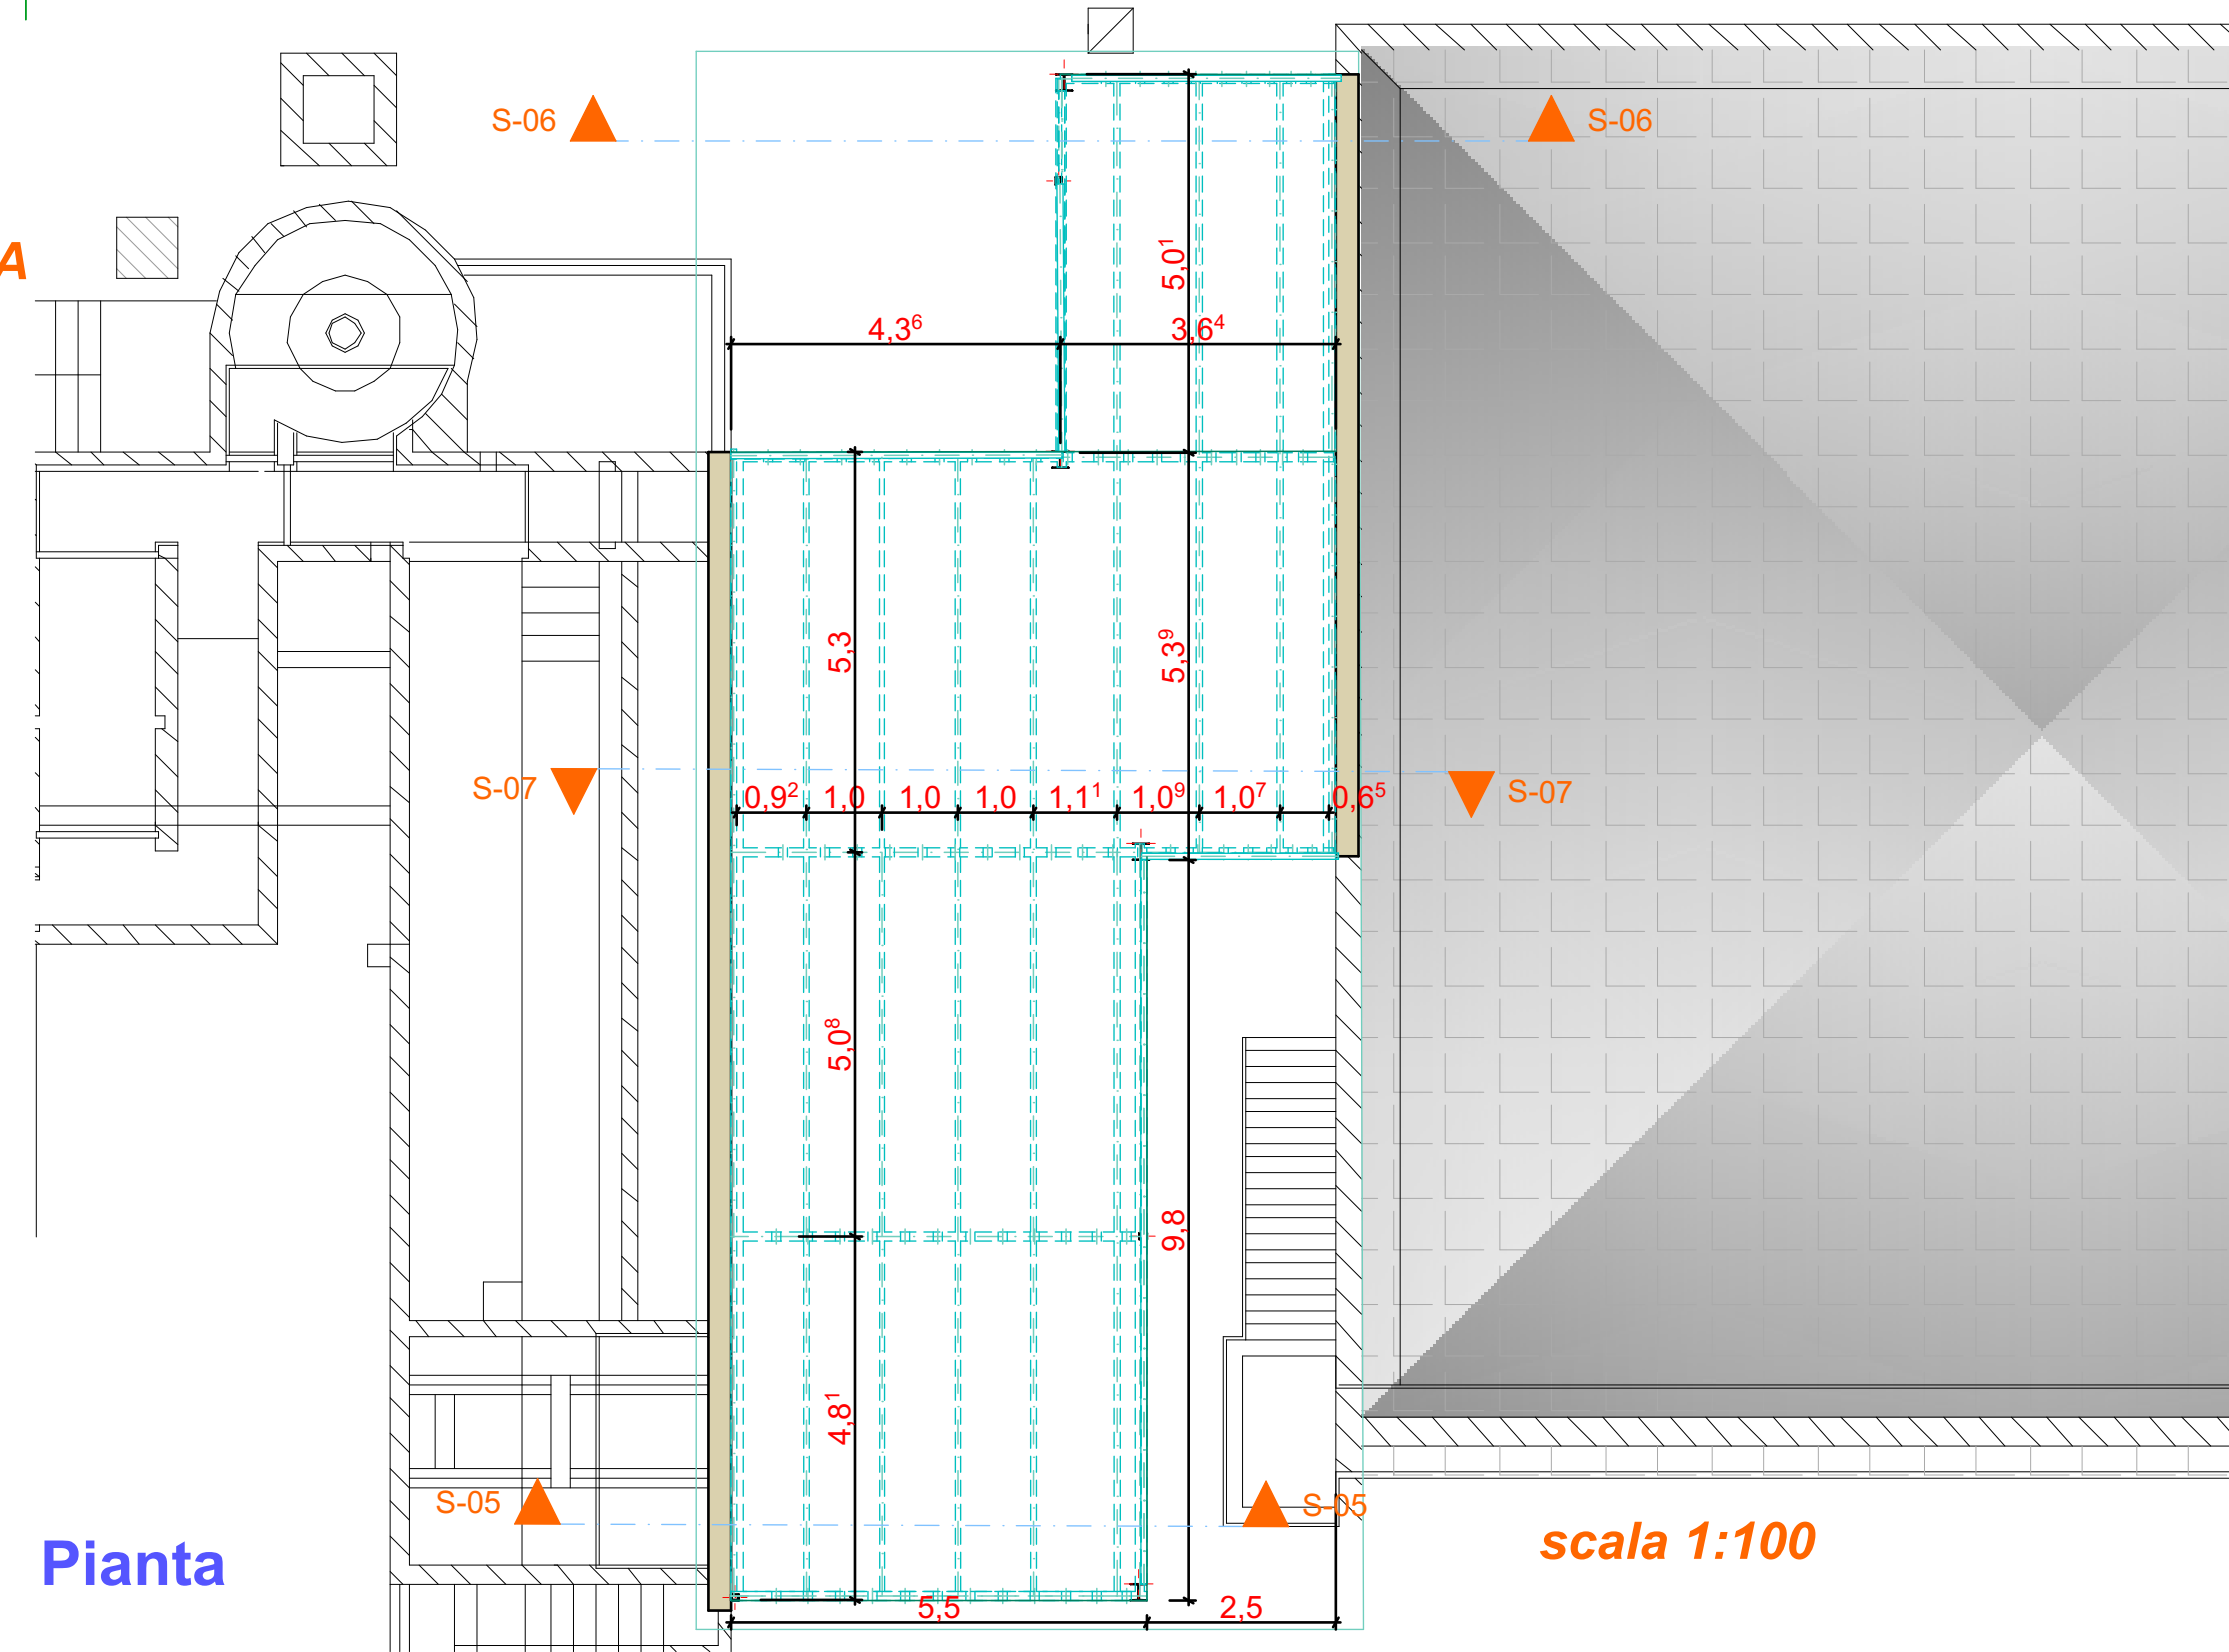 S-06
S-06
A
5,0¹
4,3⁶
3,6⁴
5,3
5,3⁹
S-07
S-07
0,9²
1,0
1,0
1,0
1,1¹
1,0⁹
1,0⁷
0,6⁵
5,0⁸
9,8
4,8¹
S-05
S-05
Pianta
scala 1:100
5,5
2,5